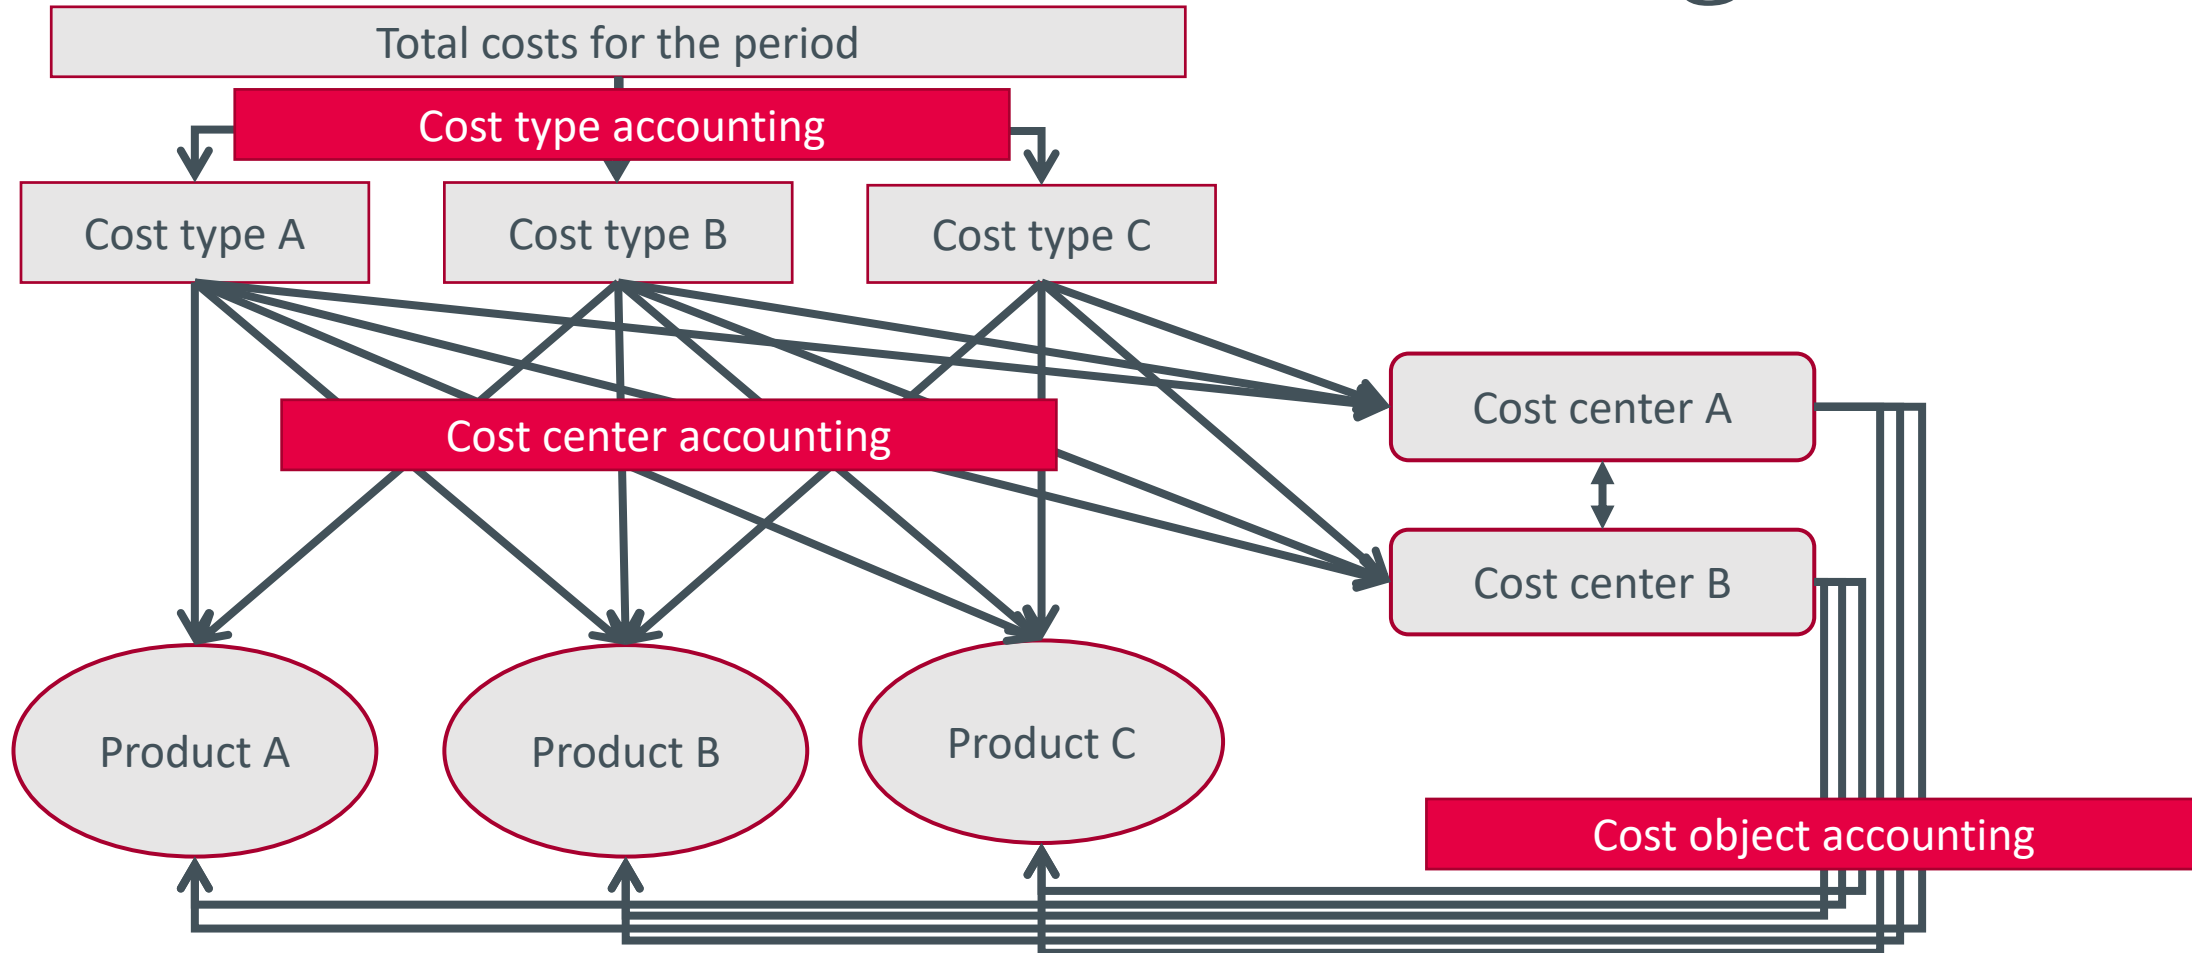 Total costs for the period
Cost type accounting
Cost type A
Cost type B
Cost type C
Cost center A
Cost center accounting
Cost center B
Product A
Product B
Product C
Cost object accounting